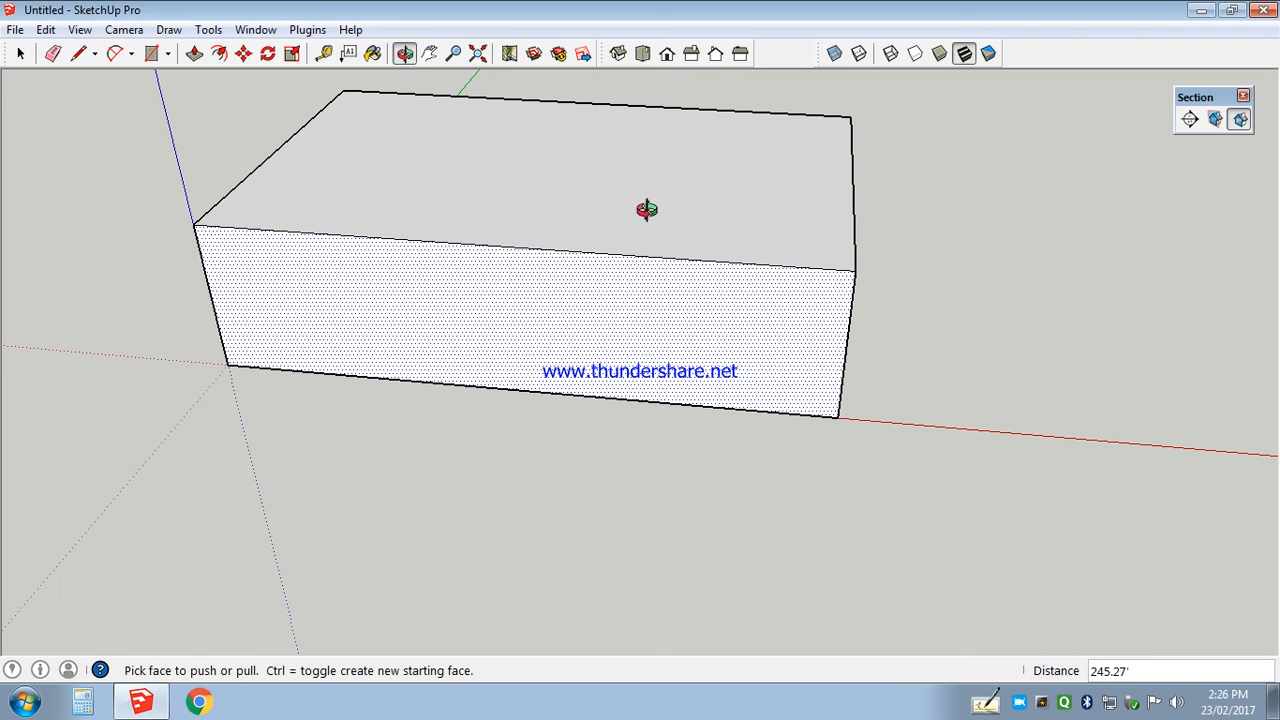 Untitled - SketchUp Pro
File Edit View Camera Draw Tools Window Plugins Help
A1
Section
www.thundershare.net
Pick face to push or pull. Ctrl = toggle create new starting face. Distance 245.27'
2:26 PM
23/02/2017